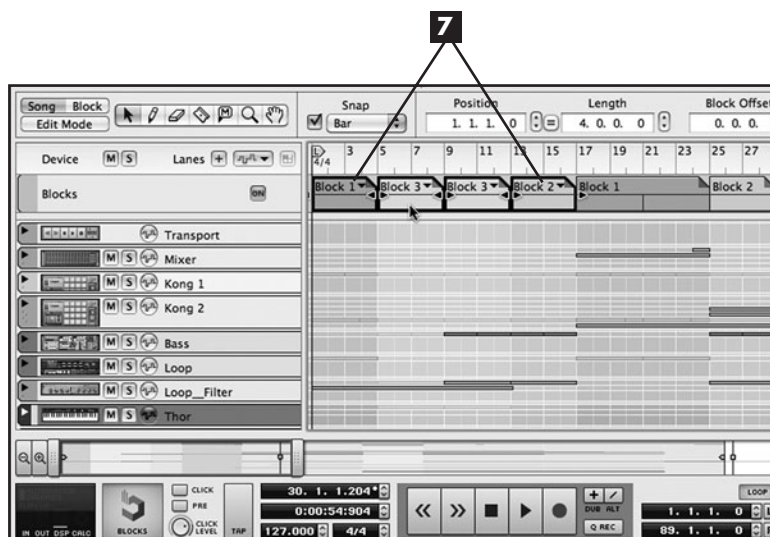 7
Song Block
Edit Mode
Snap
Bar
Position
1. 1. 1. 0
=
Length
4. 0. 0. 0
Block Offset
0. 0. 0.
Device M S Lanes +
L 3 5 7 9 11 13 15 17 19 21 23 25 27
4/4
Blocks ON
Block 1 Block 3 Block 3 Block 2 Block 1 Block 2
Transport
M S Mixer
M S Kong 1
M S Kong 2
M S Bass
M S Loop
M S Loop__Filter
M S Thor
CLICK
PRE
CLICK
LEVEL
TAP
BLOCKS
IN OUT DSP CALC
30. 1. 1.204*
0:00:54:904
127.000 4/4
DUB ALT
Q REC
LOOP
1. 1. 1. 0 L
89. 1. 1. 0